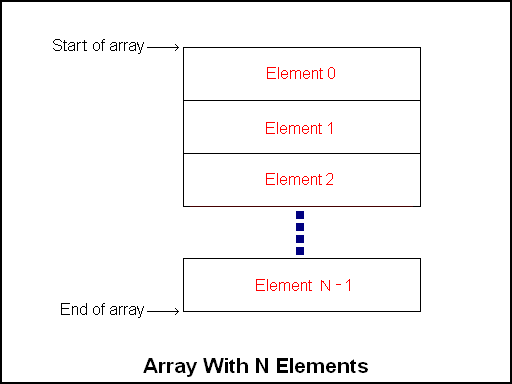 Start of array
Element 0
Element 1
Element 2
Element N - 1
End of array
Array With N Elements